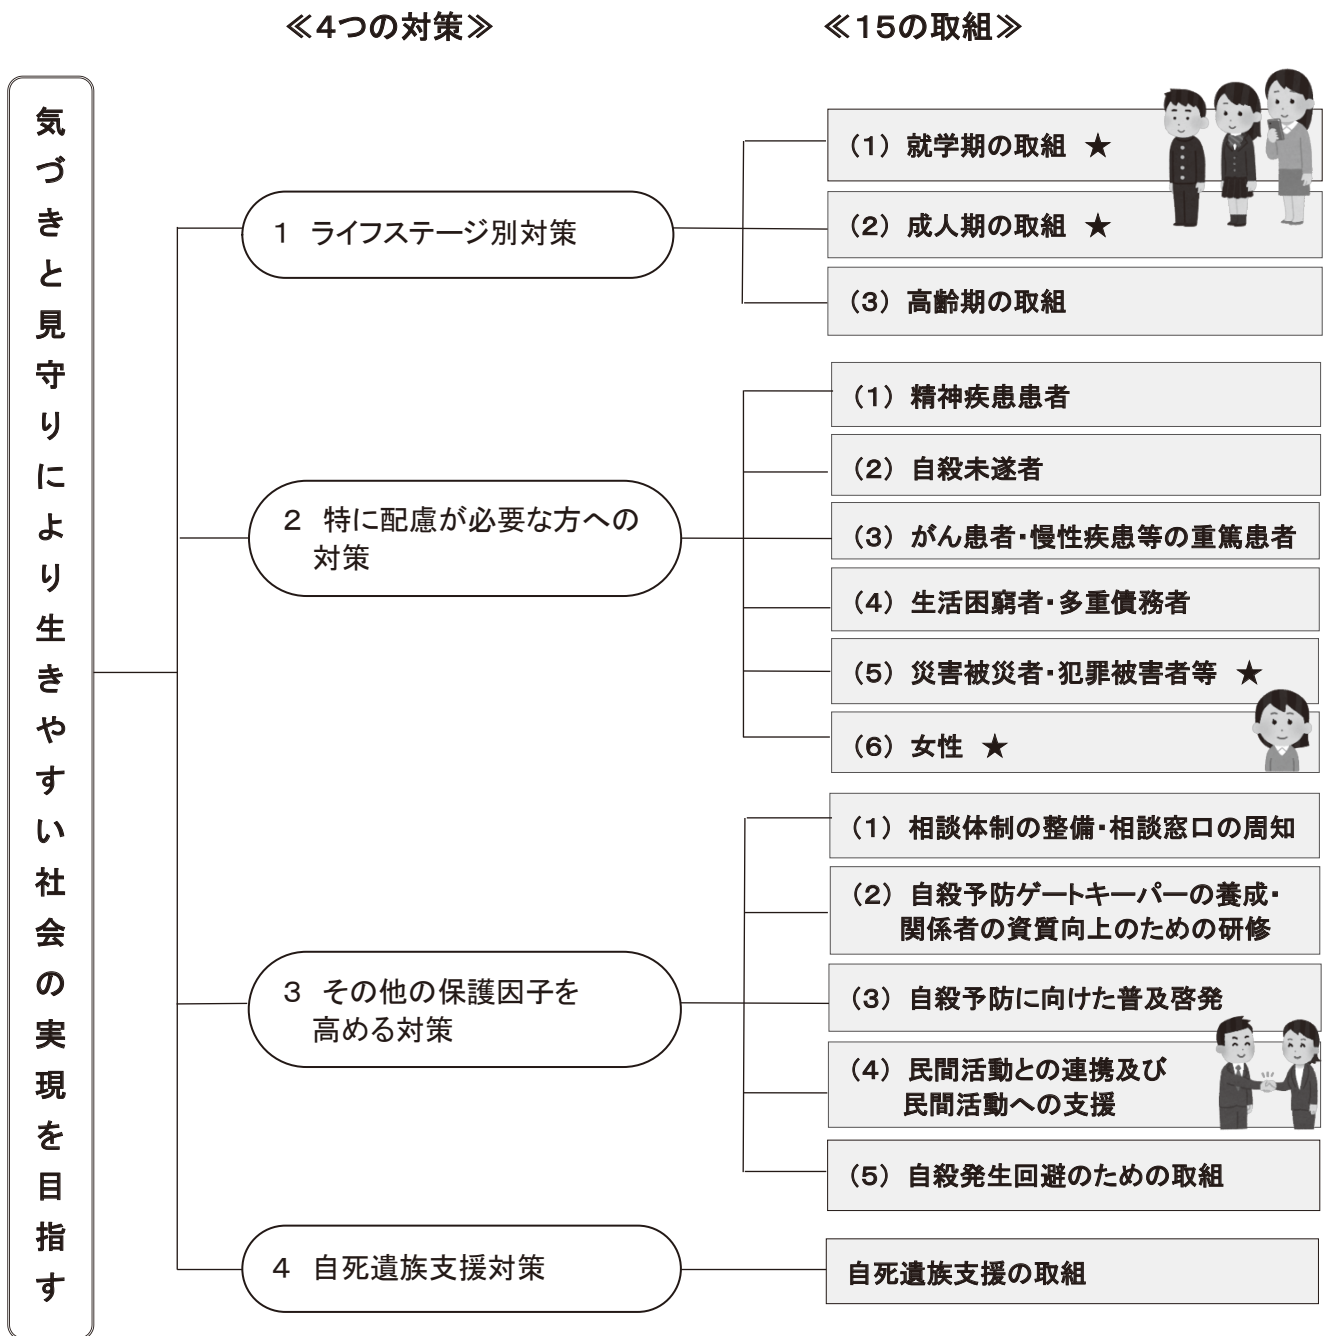 ≪4つの対策≫
≪15の取組≫
気づきと見守りにより生きやすい社会の実現を目指す
1 ライフステージ別対策
(1) 就学期の取組 ★
(2) 成人期の取組 ★
(3) 高齢期の取組
2 特に配慮が必要な方への
対策
(1) 精神疾患患者
(2) 自殺未遂者
(3) がん患者・慢性疾患等の重篤患者
(4) 生活困窮者・多重債務者
(5) 災害被災者・犯罪被害者等 ★
(6) 女性 ★
3 その他の保護因子を
高める対策
(1) 相談体制の整備・相談窓口の周知
(2) 自殺予防ゲートキーパーの養成・
関係者の資質向上のための研修
(3) 自殺予防に向けた普及啓発
(4) 民間活動との連携及び
民間活動への支援
(5) 自殺発生回避のための取組
4 自死遺族支援対策
自死遺族支援の取組